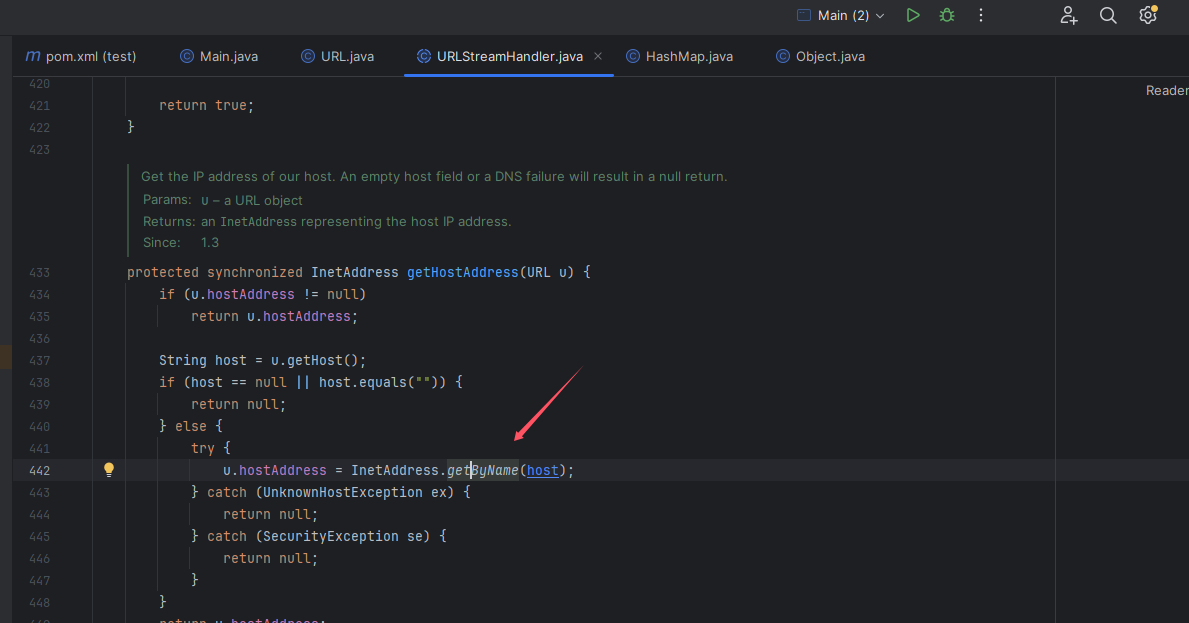 Main (2)
pom.xml (test) Main.java URL.java URLStreamHandler.java HashMap.java Object.java
Reader
420
421 return true;
422 }
423
Get the IP address of our host. An empty host field or a DNS failure will result in a null return.
Params: u – a URL object
Returns: an InetAddress representing the host IP address.
Since: 1.3
433 protected synchronized InetAddress getHostAddress(URL u) {
434 if (u.hostAddress != null)
435 return u.hostAddress;
436
437 String host = u.getHost();
438 if (host == null || host.equals("")) {
439 return null;
440 } else {
441 try {
442 u.hostAddress = InetAddress.getByName(host);
443 } catch (UnknownHostException ex) {
444 return null;
445 } catch (SecurityException se) {
446 return null;
447 }
448 }
return u.hostAddress;